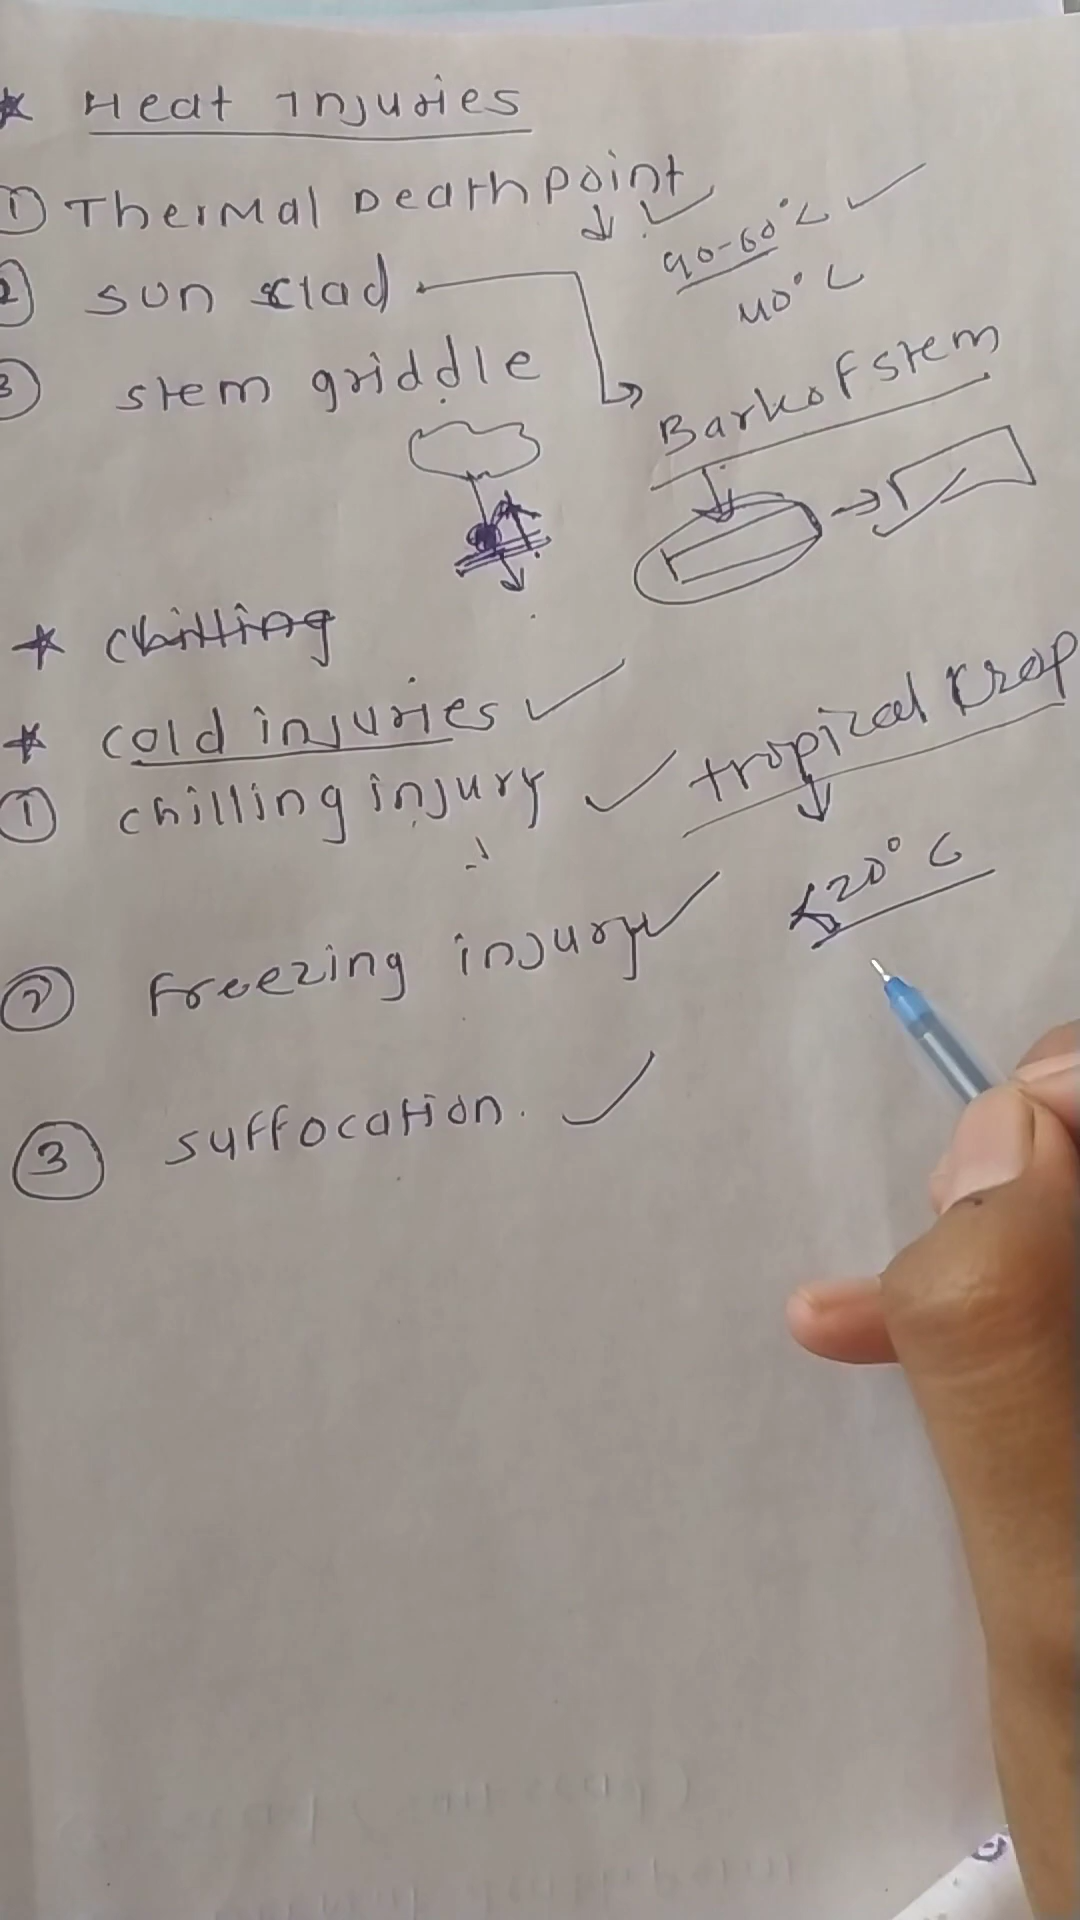 * Heat Injuries
① Thermal Death point
90-60°C
40°C
② sun sclad
③ stem griddle
Bark of stem
* chilling
* cold injuries
① chilling injury
tropical crop
<20°C
② Freezing injury
③ suffocation.